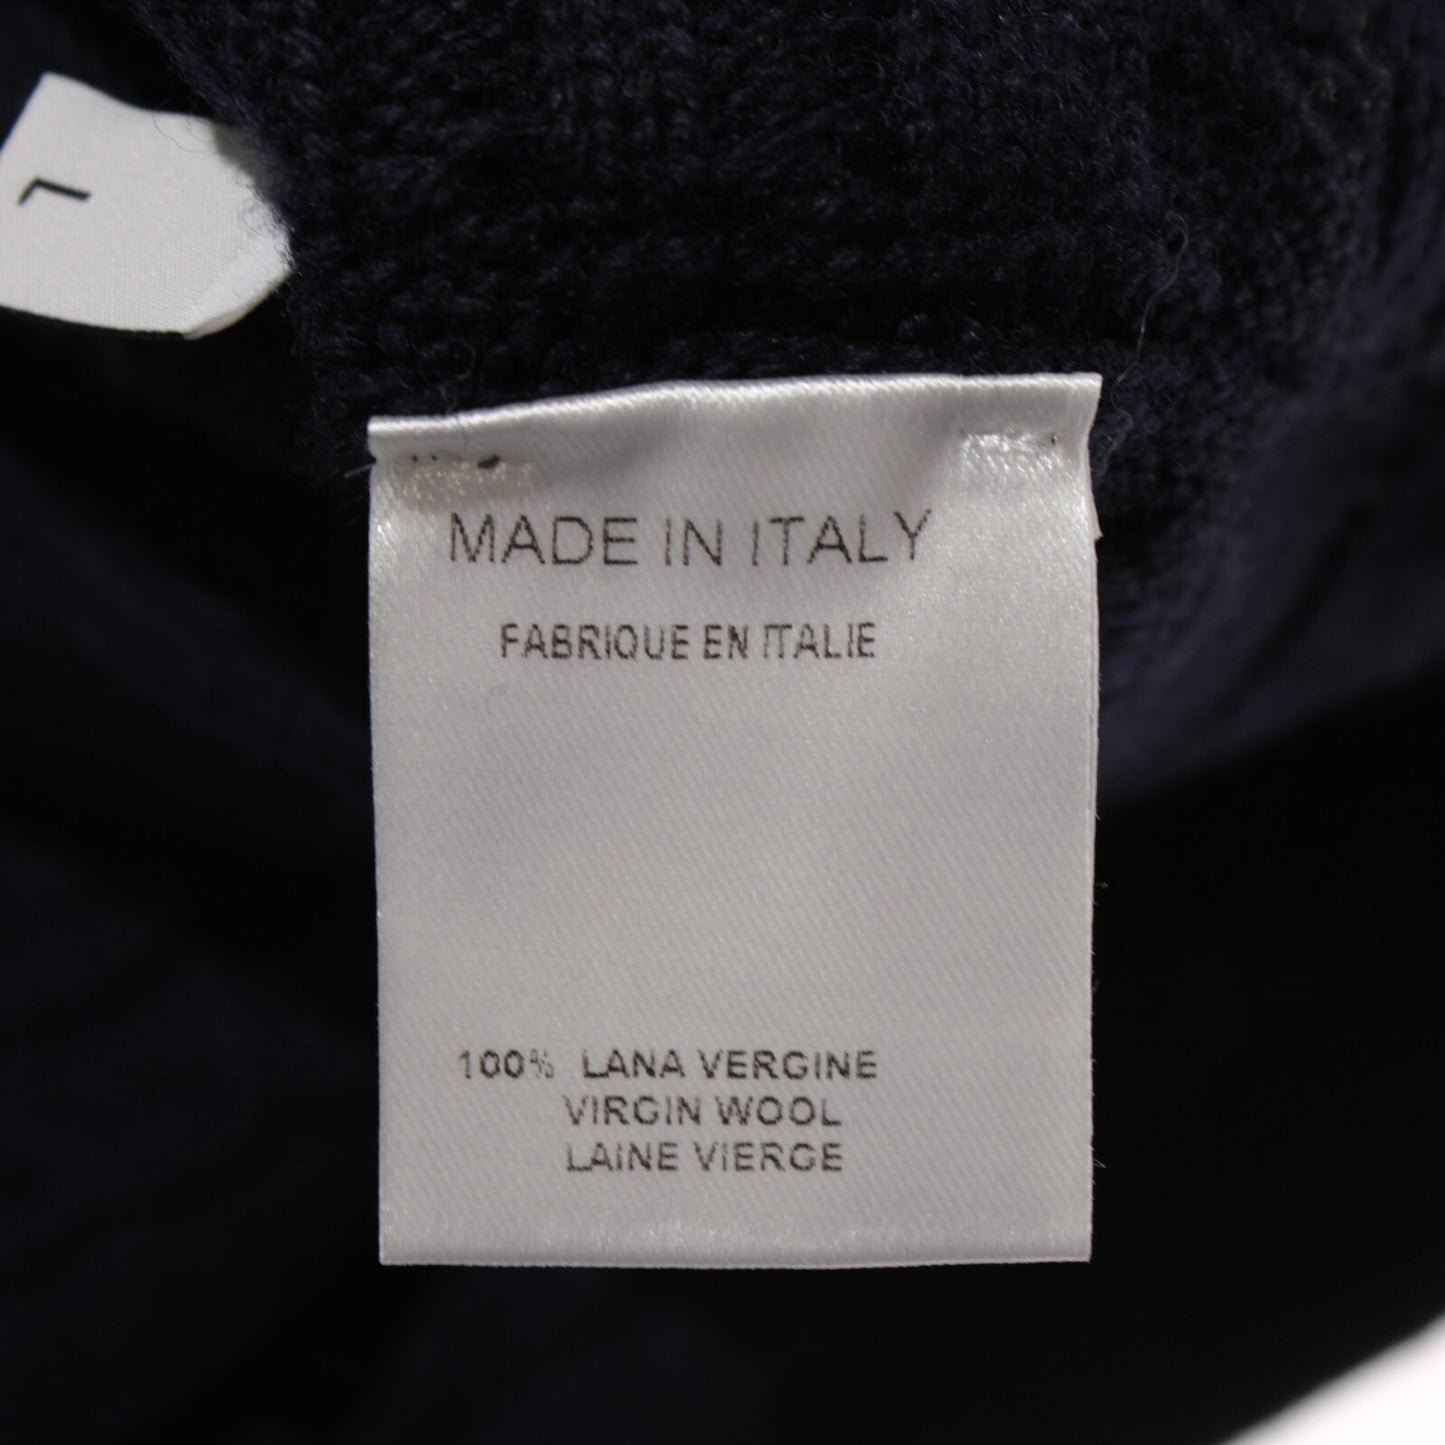 L
MADE IN ITALY
FABRIQUE EN ITALIE
100% LANA VERGINE
VIRGIN WOOL
LAINE VIERGE